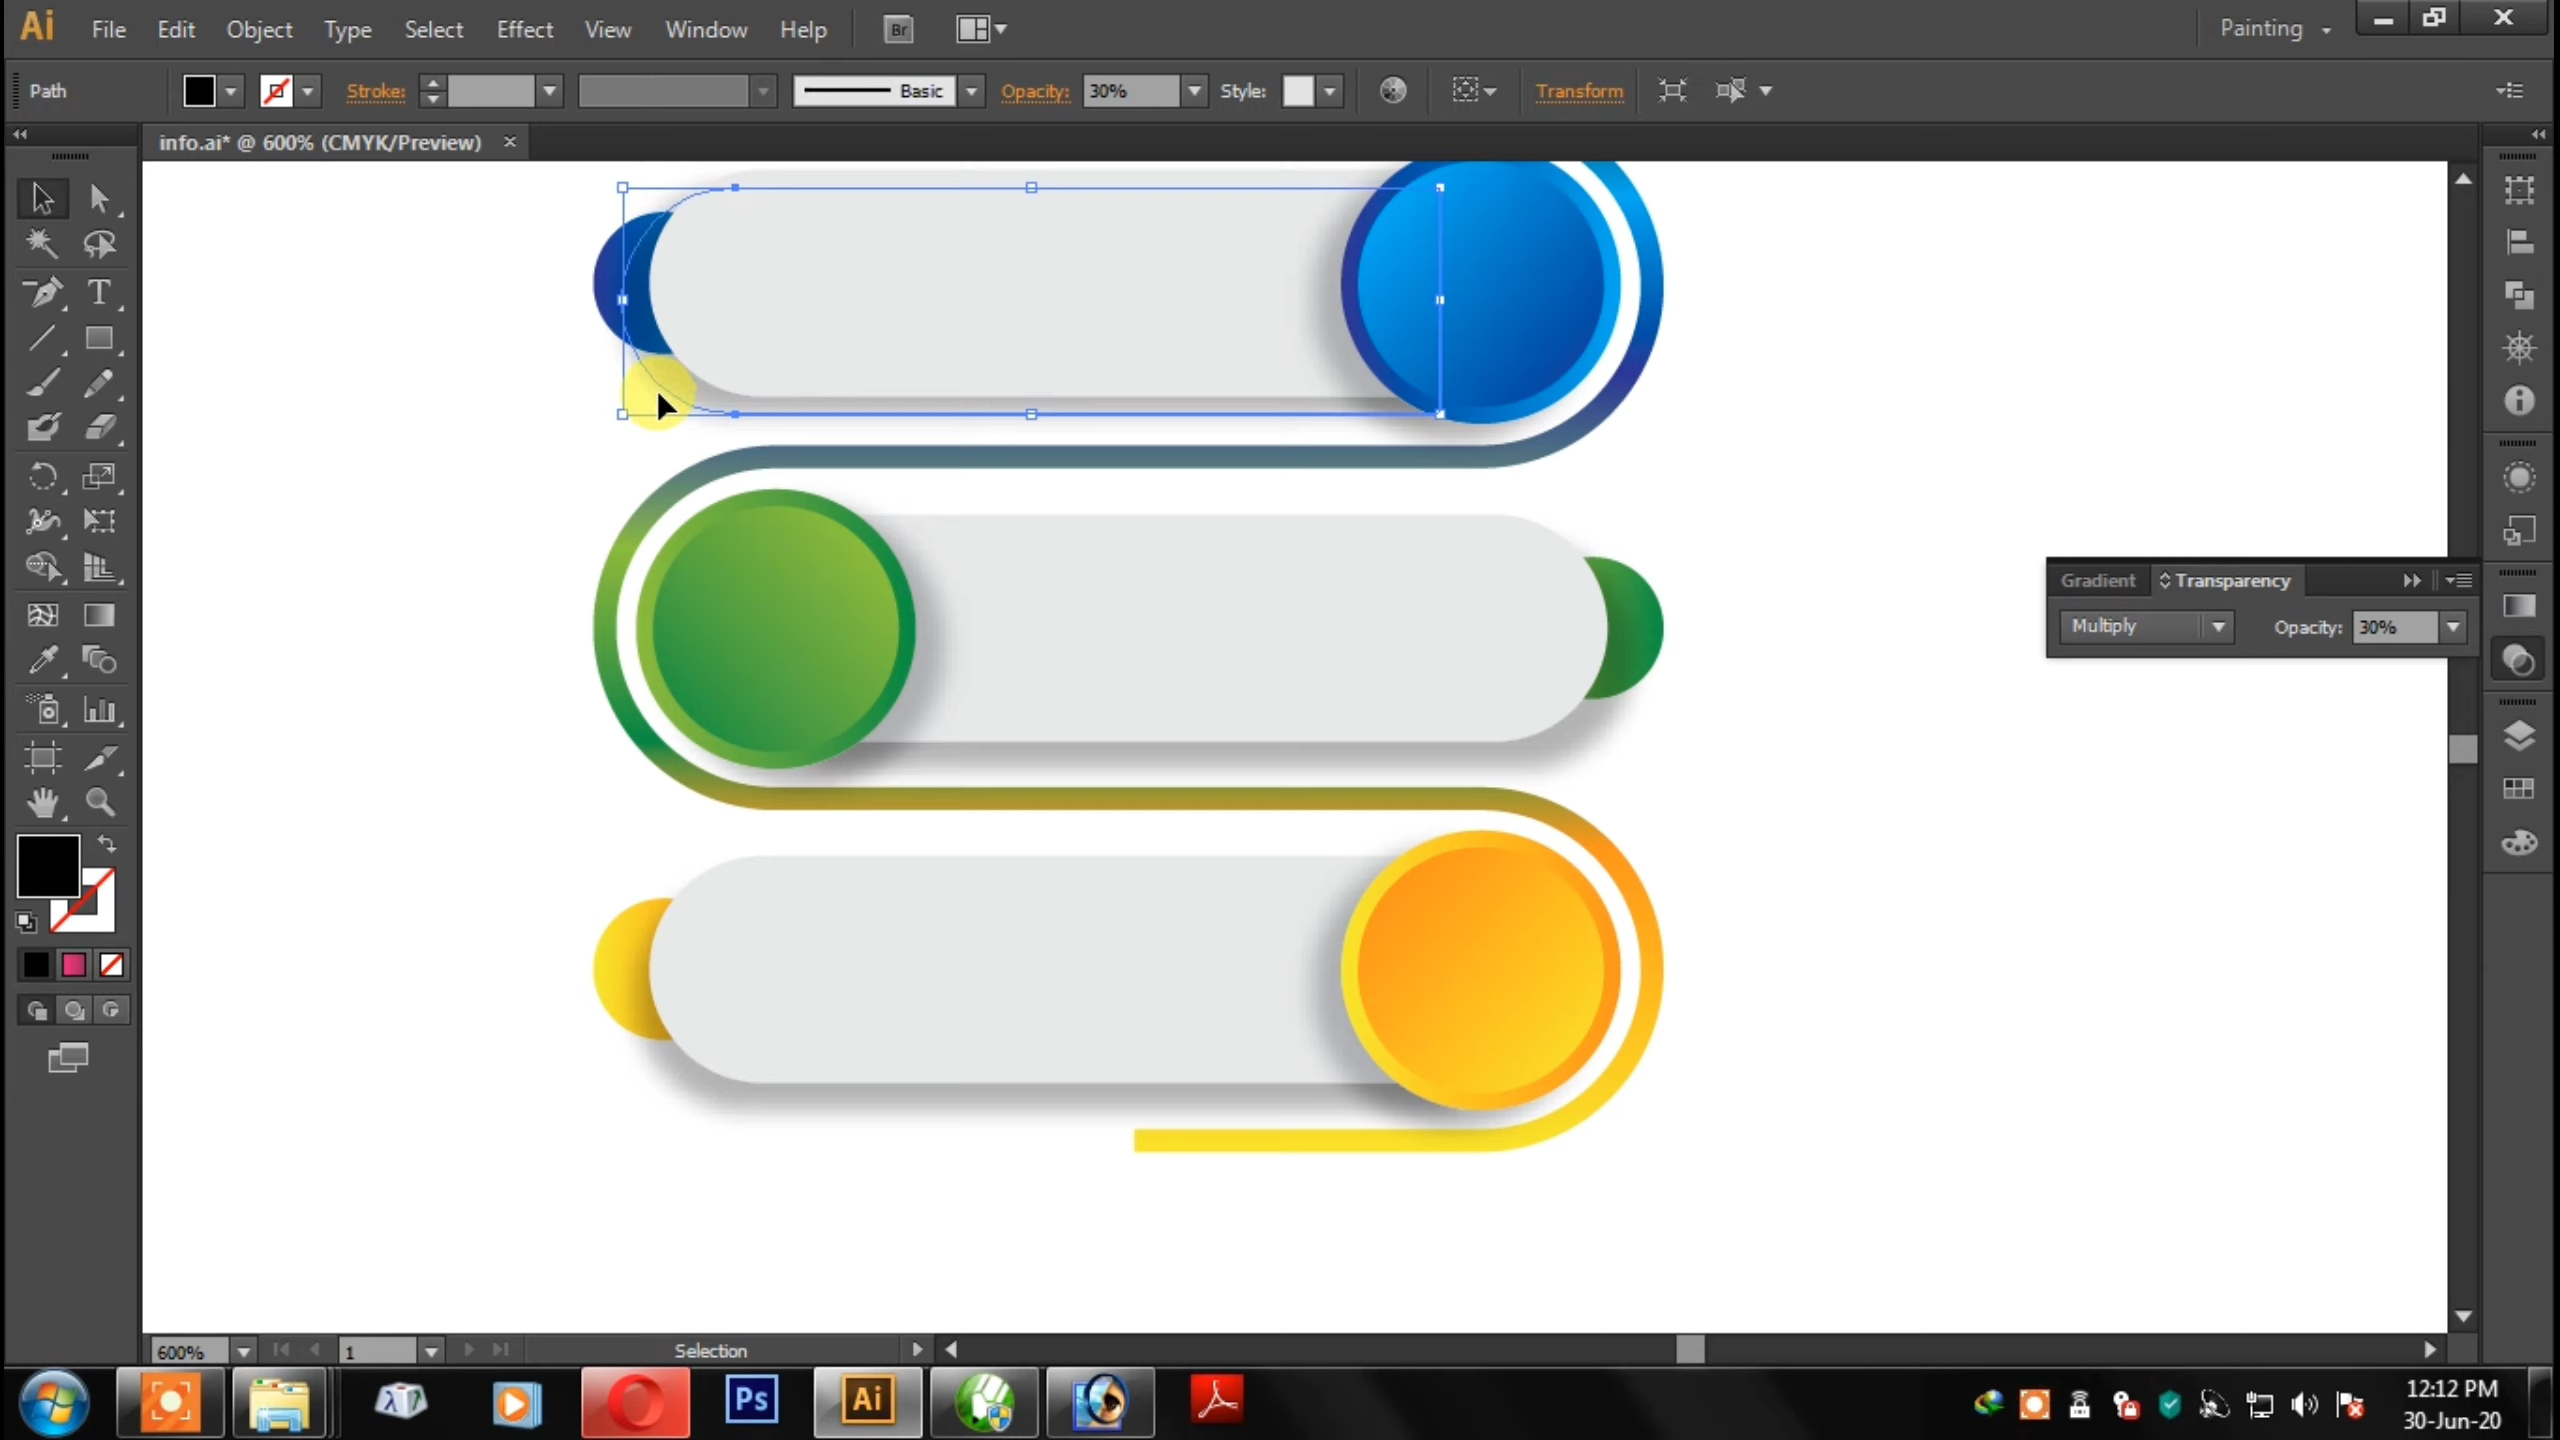 Ai File Edit Object Type Select Effect View Window Help Br Painting
Path Stroke: Basic Opacity: 30% Style: Transform
info.ai* @ 600% (CMYK/Preview)
T
Gradient Transparency
Multiply Opacity: 30%
600% 1 Selection
Ps Ai 12:12 PM
30-Jun-20